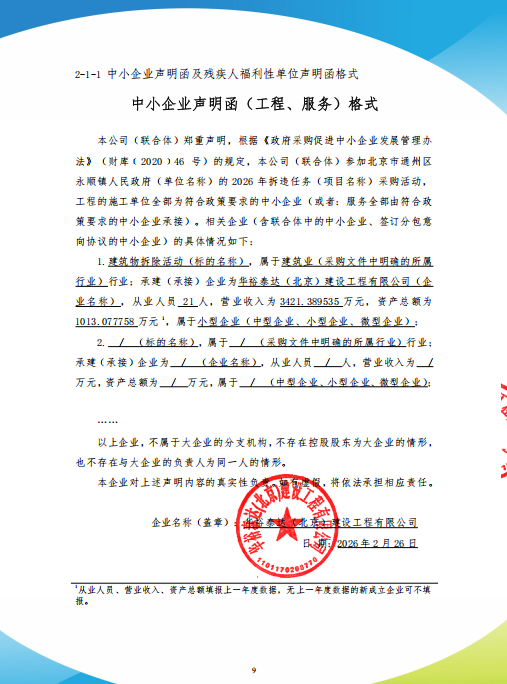 2-1-1 中小企业声明函及残疾人福利性单位声明函格式
中小企业声明函（工程、服务）格式
本公司（联合体）郑重声明，根据《政府采购促进中小企业发展管理办
法》（财库﹝2020﹞46 号）的规定，本公司（联合体）参加北京市通州区
永顺镇人民政府（单位名称）的 2026 年拆违任务（项目名称）采购活动，
工程的施工单位全部为符合政策要求的中小企业（或者：服务全部由符合政
策要求的中小企业承接）。相关企业（含联合体中的中小企业、签订分包意
向协议的中小企业）的具体情况如下：
1. 建筑物拆除活动（标的名称），属于建筑业（采购文件中明确的所属
行业）行业；承建（承接）企业为华裕泰达（北京）建设工程有限公司（企
业名称），从业人员 21 人，营业收入为 3421.389535 万元，资产总额为
1013.077758 万元¹，属于小型企业（中型企业、小型企业、微型企业）；
2. / （标的名称），属于 / （采购文件中明确的所属行业）行业；
承建（承接）企业为 / （企业名称），从业人员 / 人，营业收入为 /
万元，资产总额为 / 万元，属于 / （中型企业、小型企业、微型企业）；
……
以上企业，不属于大企业的分支机构，不存在控股股东为大企业的情形，
也不存在与大企业的负责人为同一人的情形。
本企业对上述声明内容的真实性负责。如有虚假，将依法承担相应责任。
企业名称（盖章）：华裕泰达（北京）建设工程有限公司
日 期：2026 年 2 月 26 日
华裕泰达(北京)建设工程有限公司
1101170208770
¹从业人员、营业收入、资产总额填报上一年度数据，无上一年度数据的新成立企业可不填
报。
9